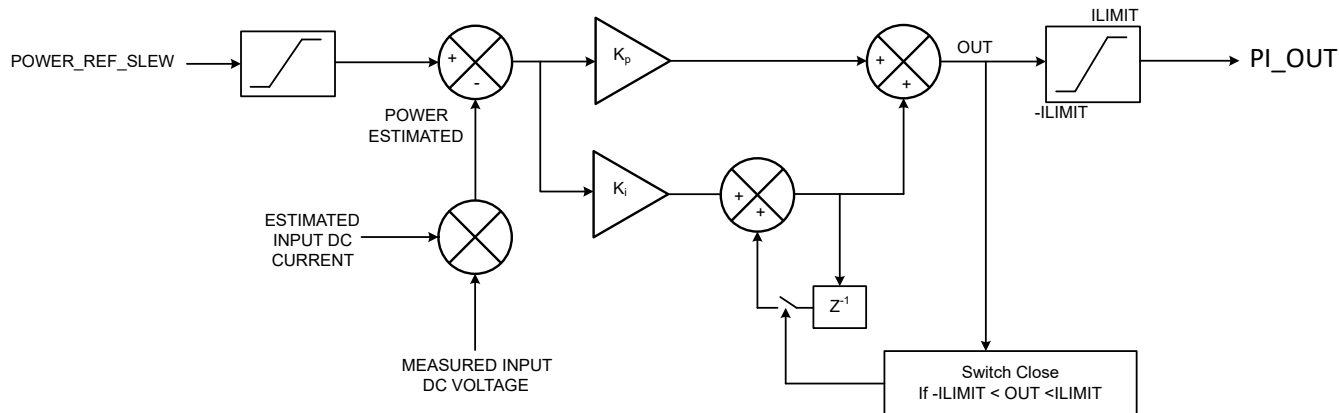 ILIMIT
POWER_REF_SLEW
+
-
Kp
+
+
OUT
PI_OUT
-ILIMIT
POWER
ESTIMATED
Ki
+
+
ESTIMATED
INPUT DC
CURRENT
Z-1
MEASURED INPUT
DC VOLTAGE
Switch Close
If -ILIMIT < OUT <ILIMIT